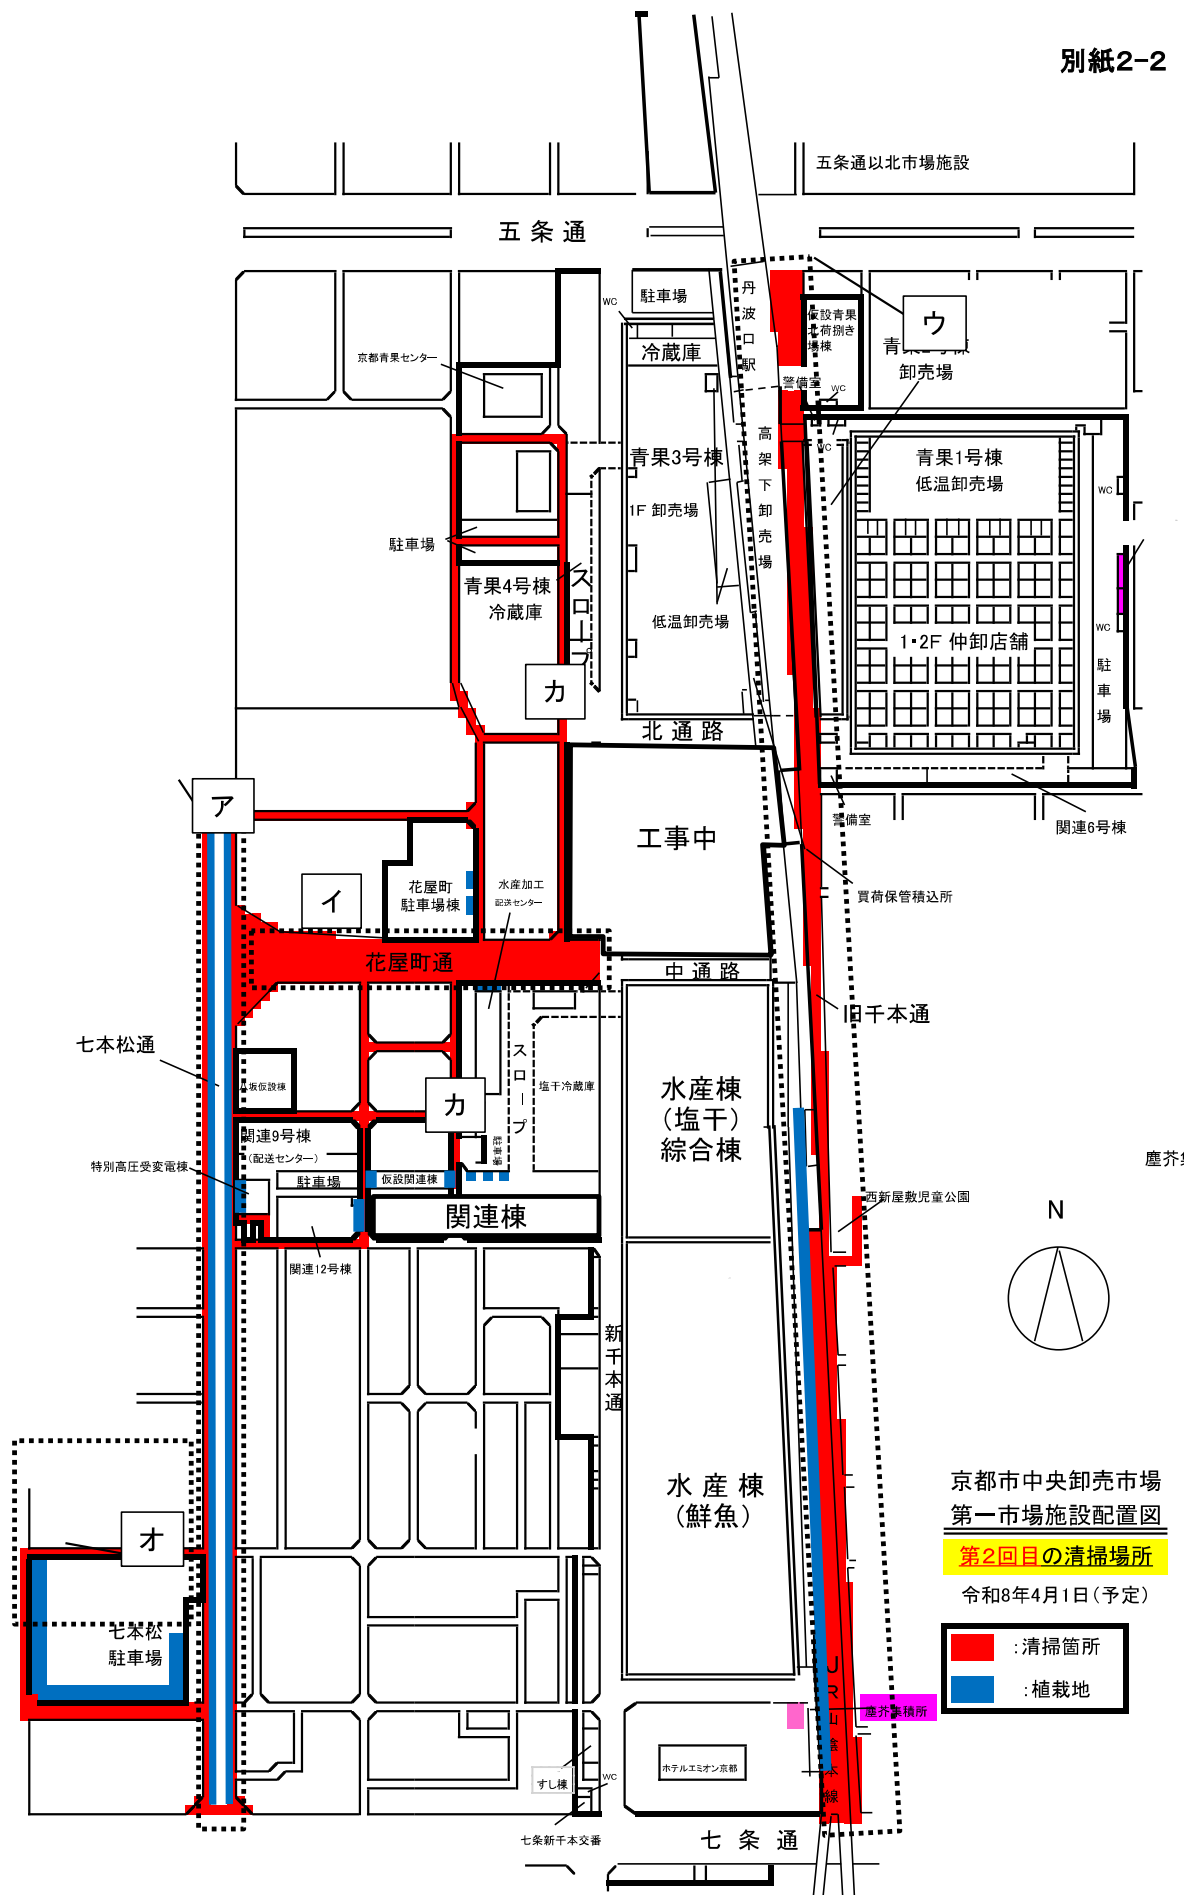 別紙2-2
五条通以北市場施設
五条通
駐車場
WC
冷蔵庫
丹波口駅
仮設青果
北荷捌き
場棟
ウ
京都青果センター
警備室
WC
卸売場
青果3号棟
高架下卸売場
WC
青果1号棟
低温卸売場
WC
1F 卸売場
駐車場
青果4号棟
冷蔵庫
スロープ
低温卸売場
WC
1・2F 仲卸店舗
駐車場
カ
北通路
ア
工事中
警備室
関連6号棟
イ
花屋町
駐車場棟
水産加工
配送センター
買荷保管積込所
花屋町通
中通路
旧千本通
七本松通
スロープ
塩干冷蔵庫
水産棟
(塩干)
綜合棟
カ
関連9号棟
(配送センター)
駐車場
特別高圧受変電棟
駐車場
仮設関連棟
塵芥集
西新屋敷児童公園
関連棟
N
関連12号棟
新千本通
水産棟
(鮮魚)
京都市中央卸売市場
第一市場施設配置図
オ
第2回目の清掃場所
令和8年4月1日(予定)
七本松
駐車場
:清掃箇所
:植栽地
JR山陰本線
塵芥集積所
ホテルエミオン京都
すし棟
WC
七条新千本交番
七条通